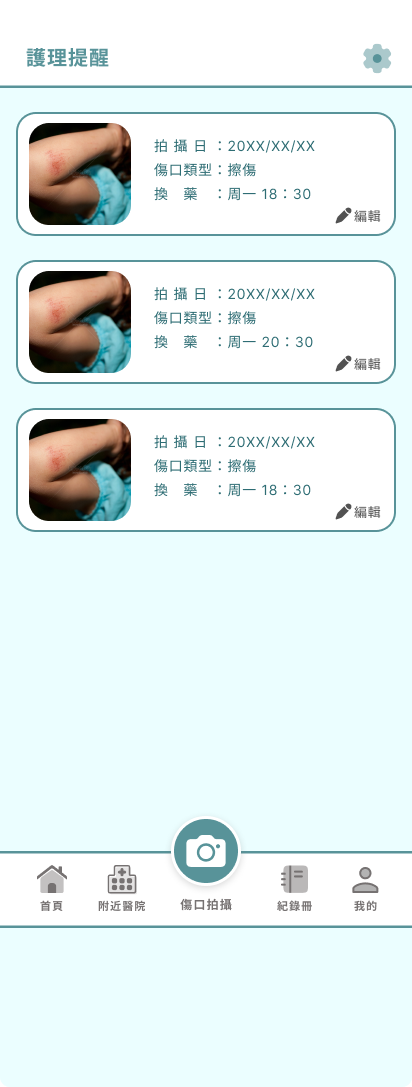 護理提醒
拍 攝 日 ：20XX/XX/XX
傷口類型：擦傷
換　藥　：周一 18：30
編輯
拍 攝 日 ：20XX/XX/XX
傷口類型：擦傷
換　藥　：周一 20：30
編輯
拍 攝 日 ：20XX/XX/XX
傷口類型：擦傷
換　藥　：周一 18：30
編輯
首頁 附近醫院 傷口拍攝 紀錄冊 我的